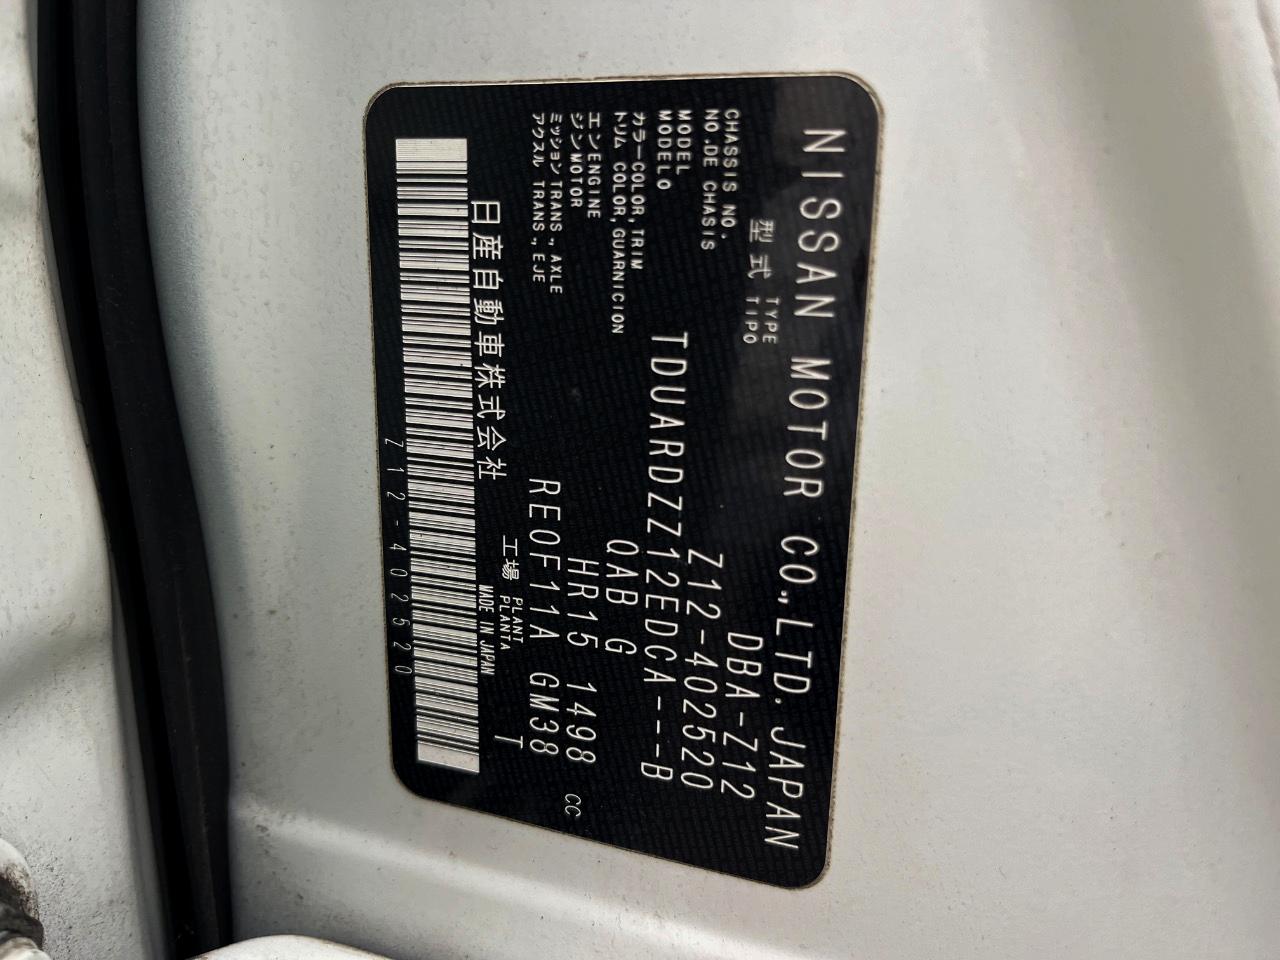 NISSAN MOTOR CO.,LTD. JAPAN
型式 TYPE TIPO DBA-Z12
CHASSIS NO. NO.DE CHASIS Z12-402520
MODEL MODELO TDUARDZZ12EDCA---B
カラー COLOR,TRIM トリム COLOR,GUARNICION QAB G
エンジン ENGINE MOTOR HR15 1498 CC
ミッション TRANS.,AXLE アクスル TRANS.,EJE RE0F11A GM38
工場 PLANT PLANTA T
日産自動車株式会社 MADE IN JAPAN
Z12-402520